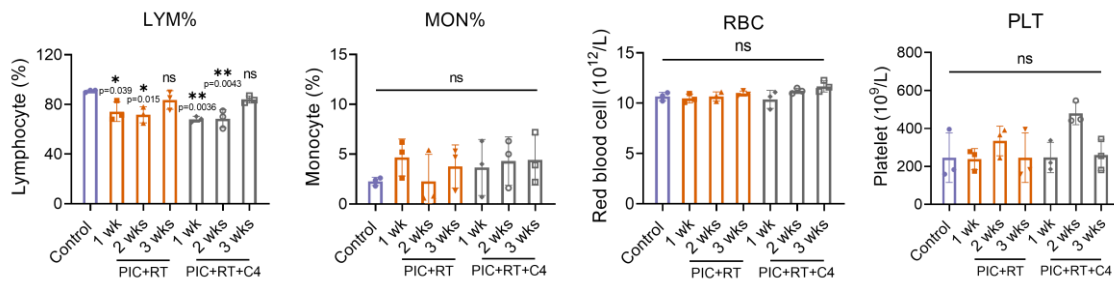 LYM%
Lymphocyte (%)
120
90
60
30
0
*
p=0.039
*
p=0.015
ns
**
p=0.0036
**
p=0.0043
ns
Control
1 wk
2 wks
3 wks
1 wk
2 wks
3 wks
PIC+RT
PIC+RT+C4
MON%
Monocyte (%)
15
10
5
0
ns
Control
1 wk
2 wks
3 wks
1 wk
2 wks
3 wks
PIC+RT
PIC+RT+C4
RBC
Red blood cell (10¹²/L)
15
10
5
0
ns
Control
1 wk
2 wks
3 wks
1 wk
2 wks
3 wks
PIC+RT
PIC+RT+C4
PLT
Platelet (10⁹/L)
800
600
400
200
0
ns
Control
1 wk
2 wks
3 wks
1 wk
2 wks
3 wks
PIC+RT
PIC+RT+C4